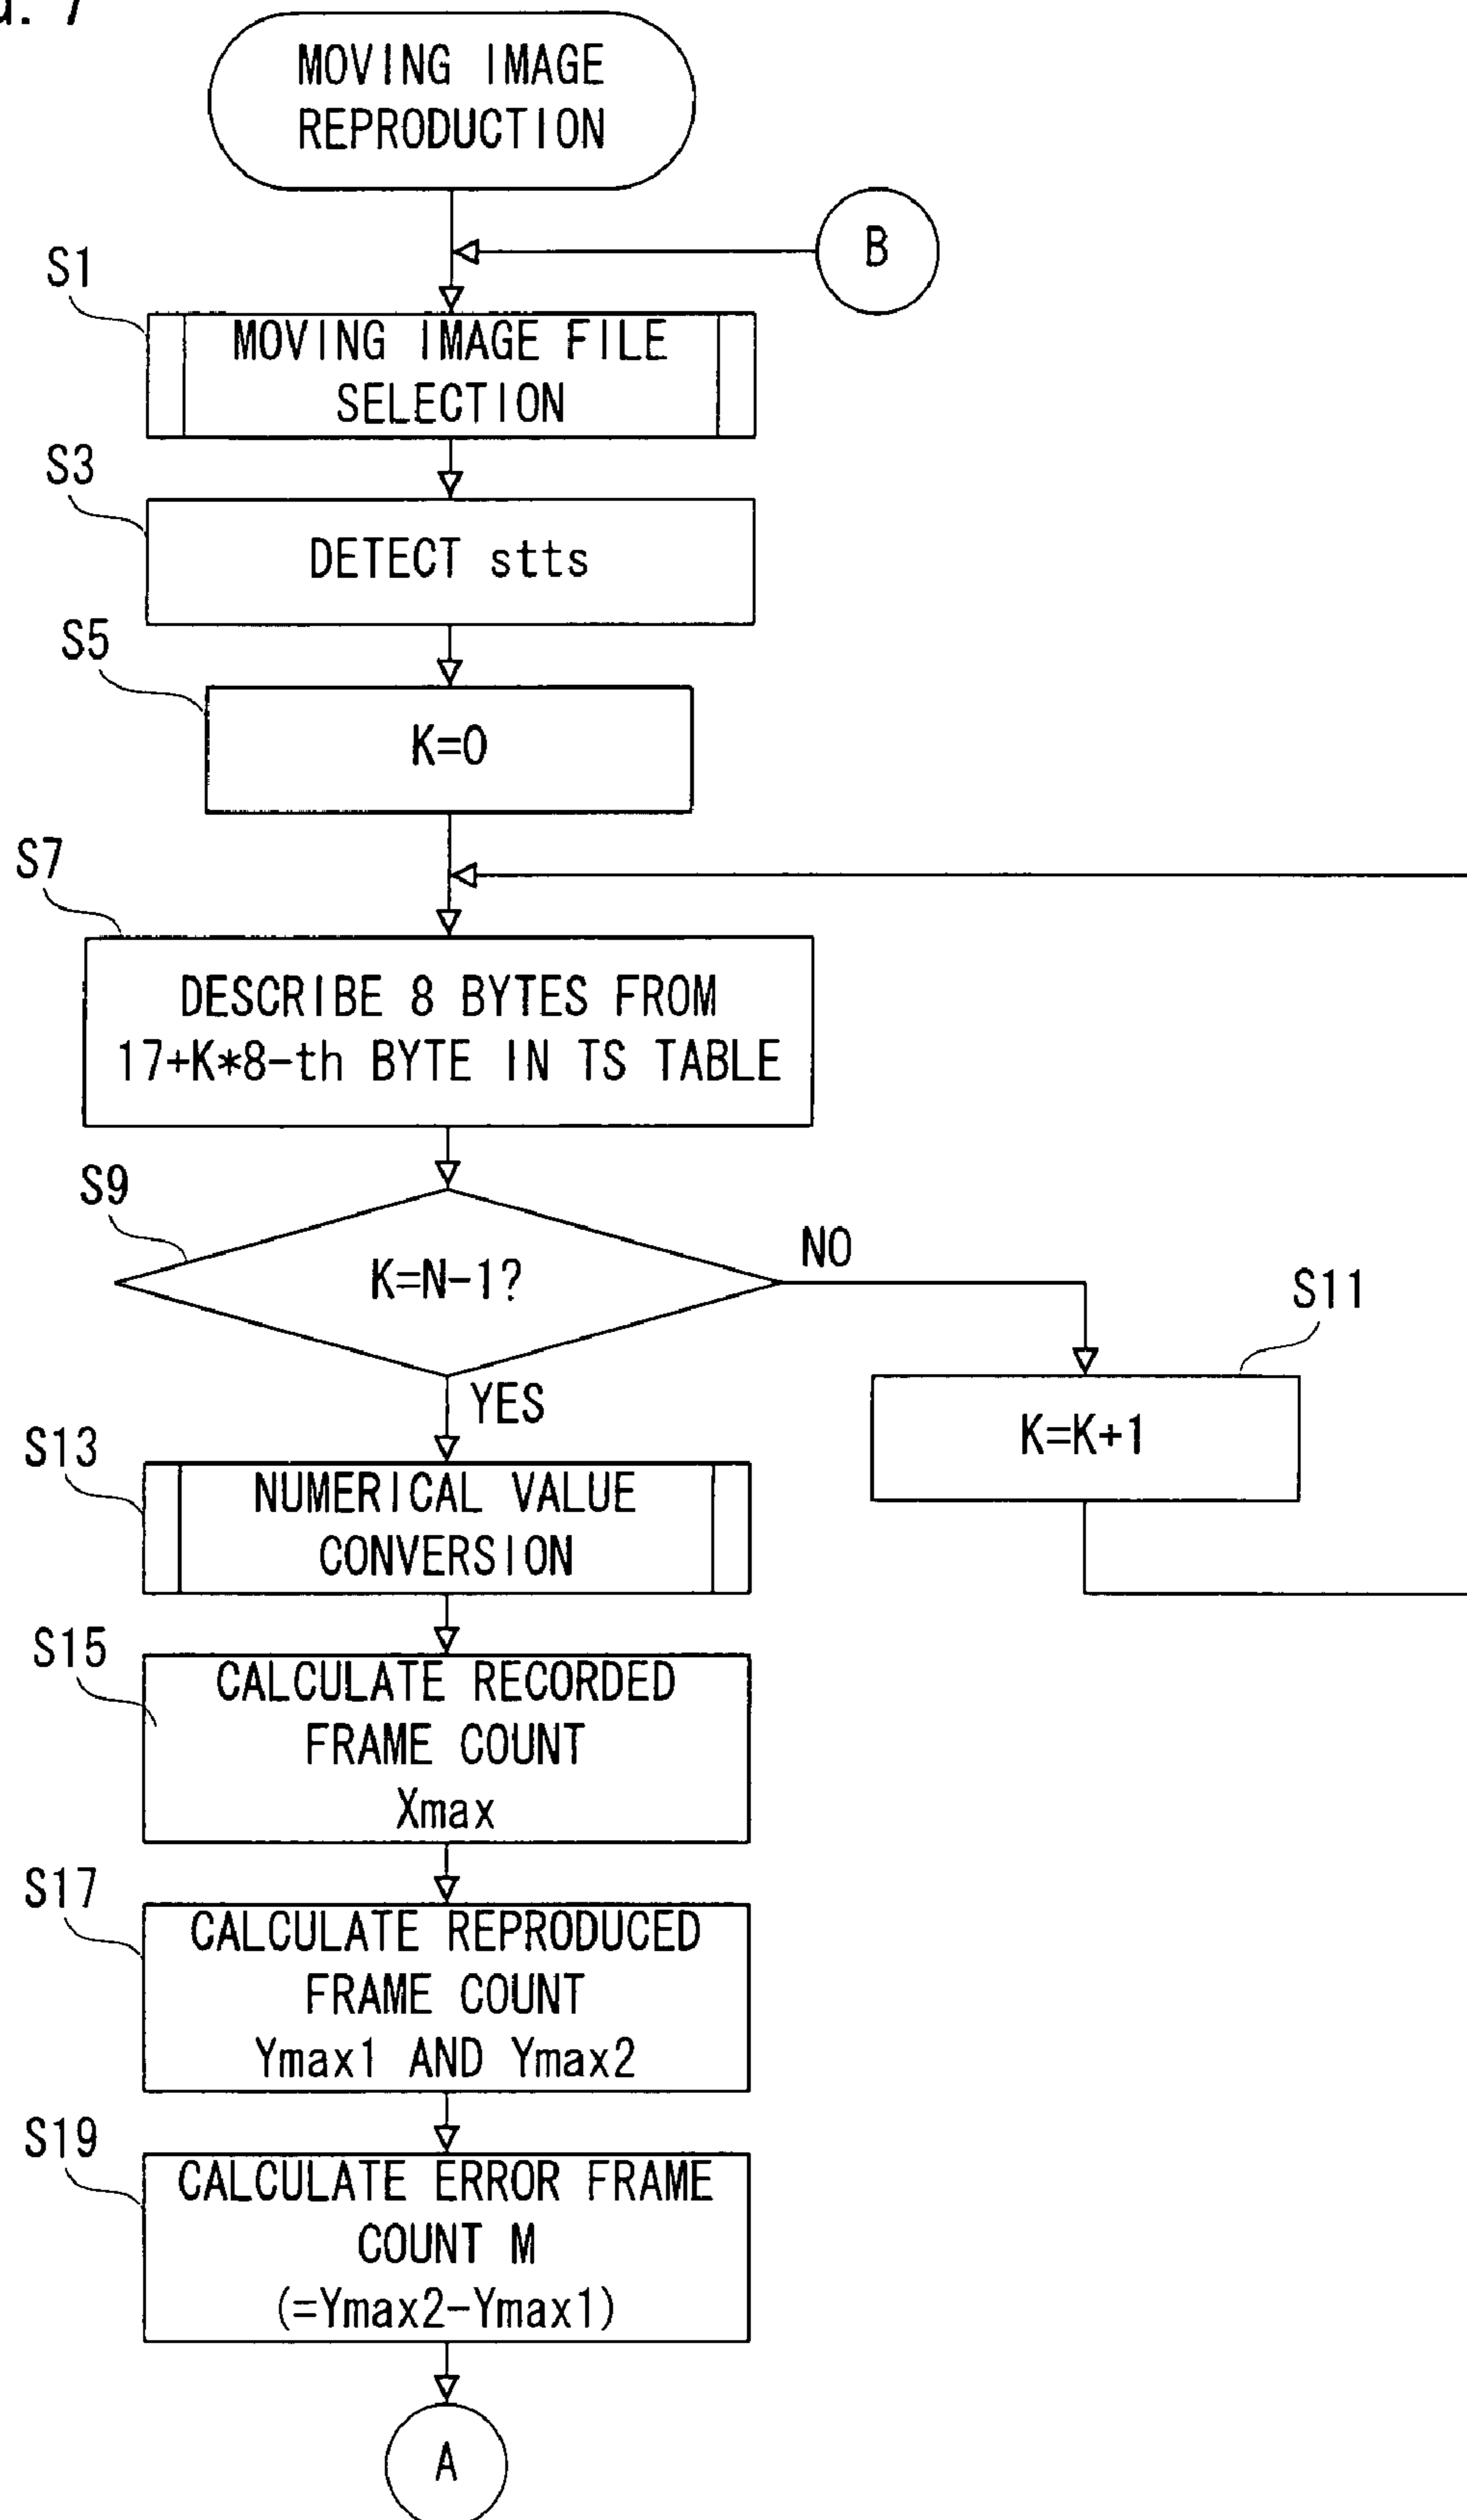 7
MOVING IMAGE
REPRODUCTION
B
S1
MOVING IMAGE FILE
SELECTION
S3
DETECT stts
S5
K=0
S7
DESCRIBE 8 BYTES FROM
17+K*8-th BYTE IN TS TABLE
S9
K=N-1?
NO
S11
K=K+1
YES
S13
NUMERICAL VALUE
CONVERSION
S15
CALCULATE RECORDED
FRAME COUNT
Xmax
S17
CALCULATE REPRODUCED
FRAME COUNT
Ymax1 AND Ymax2
S19
CALCULATE ERROR FRAME
COUNT M
(=Ymax2-Ymax1)
A